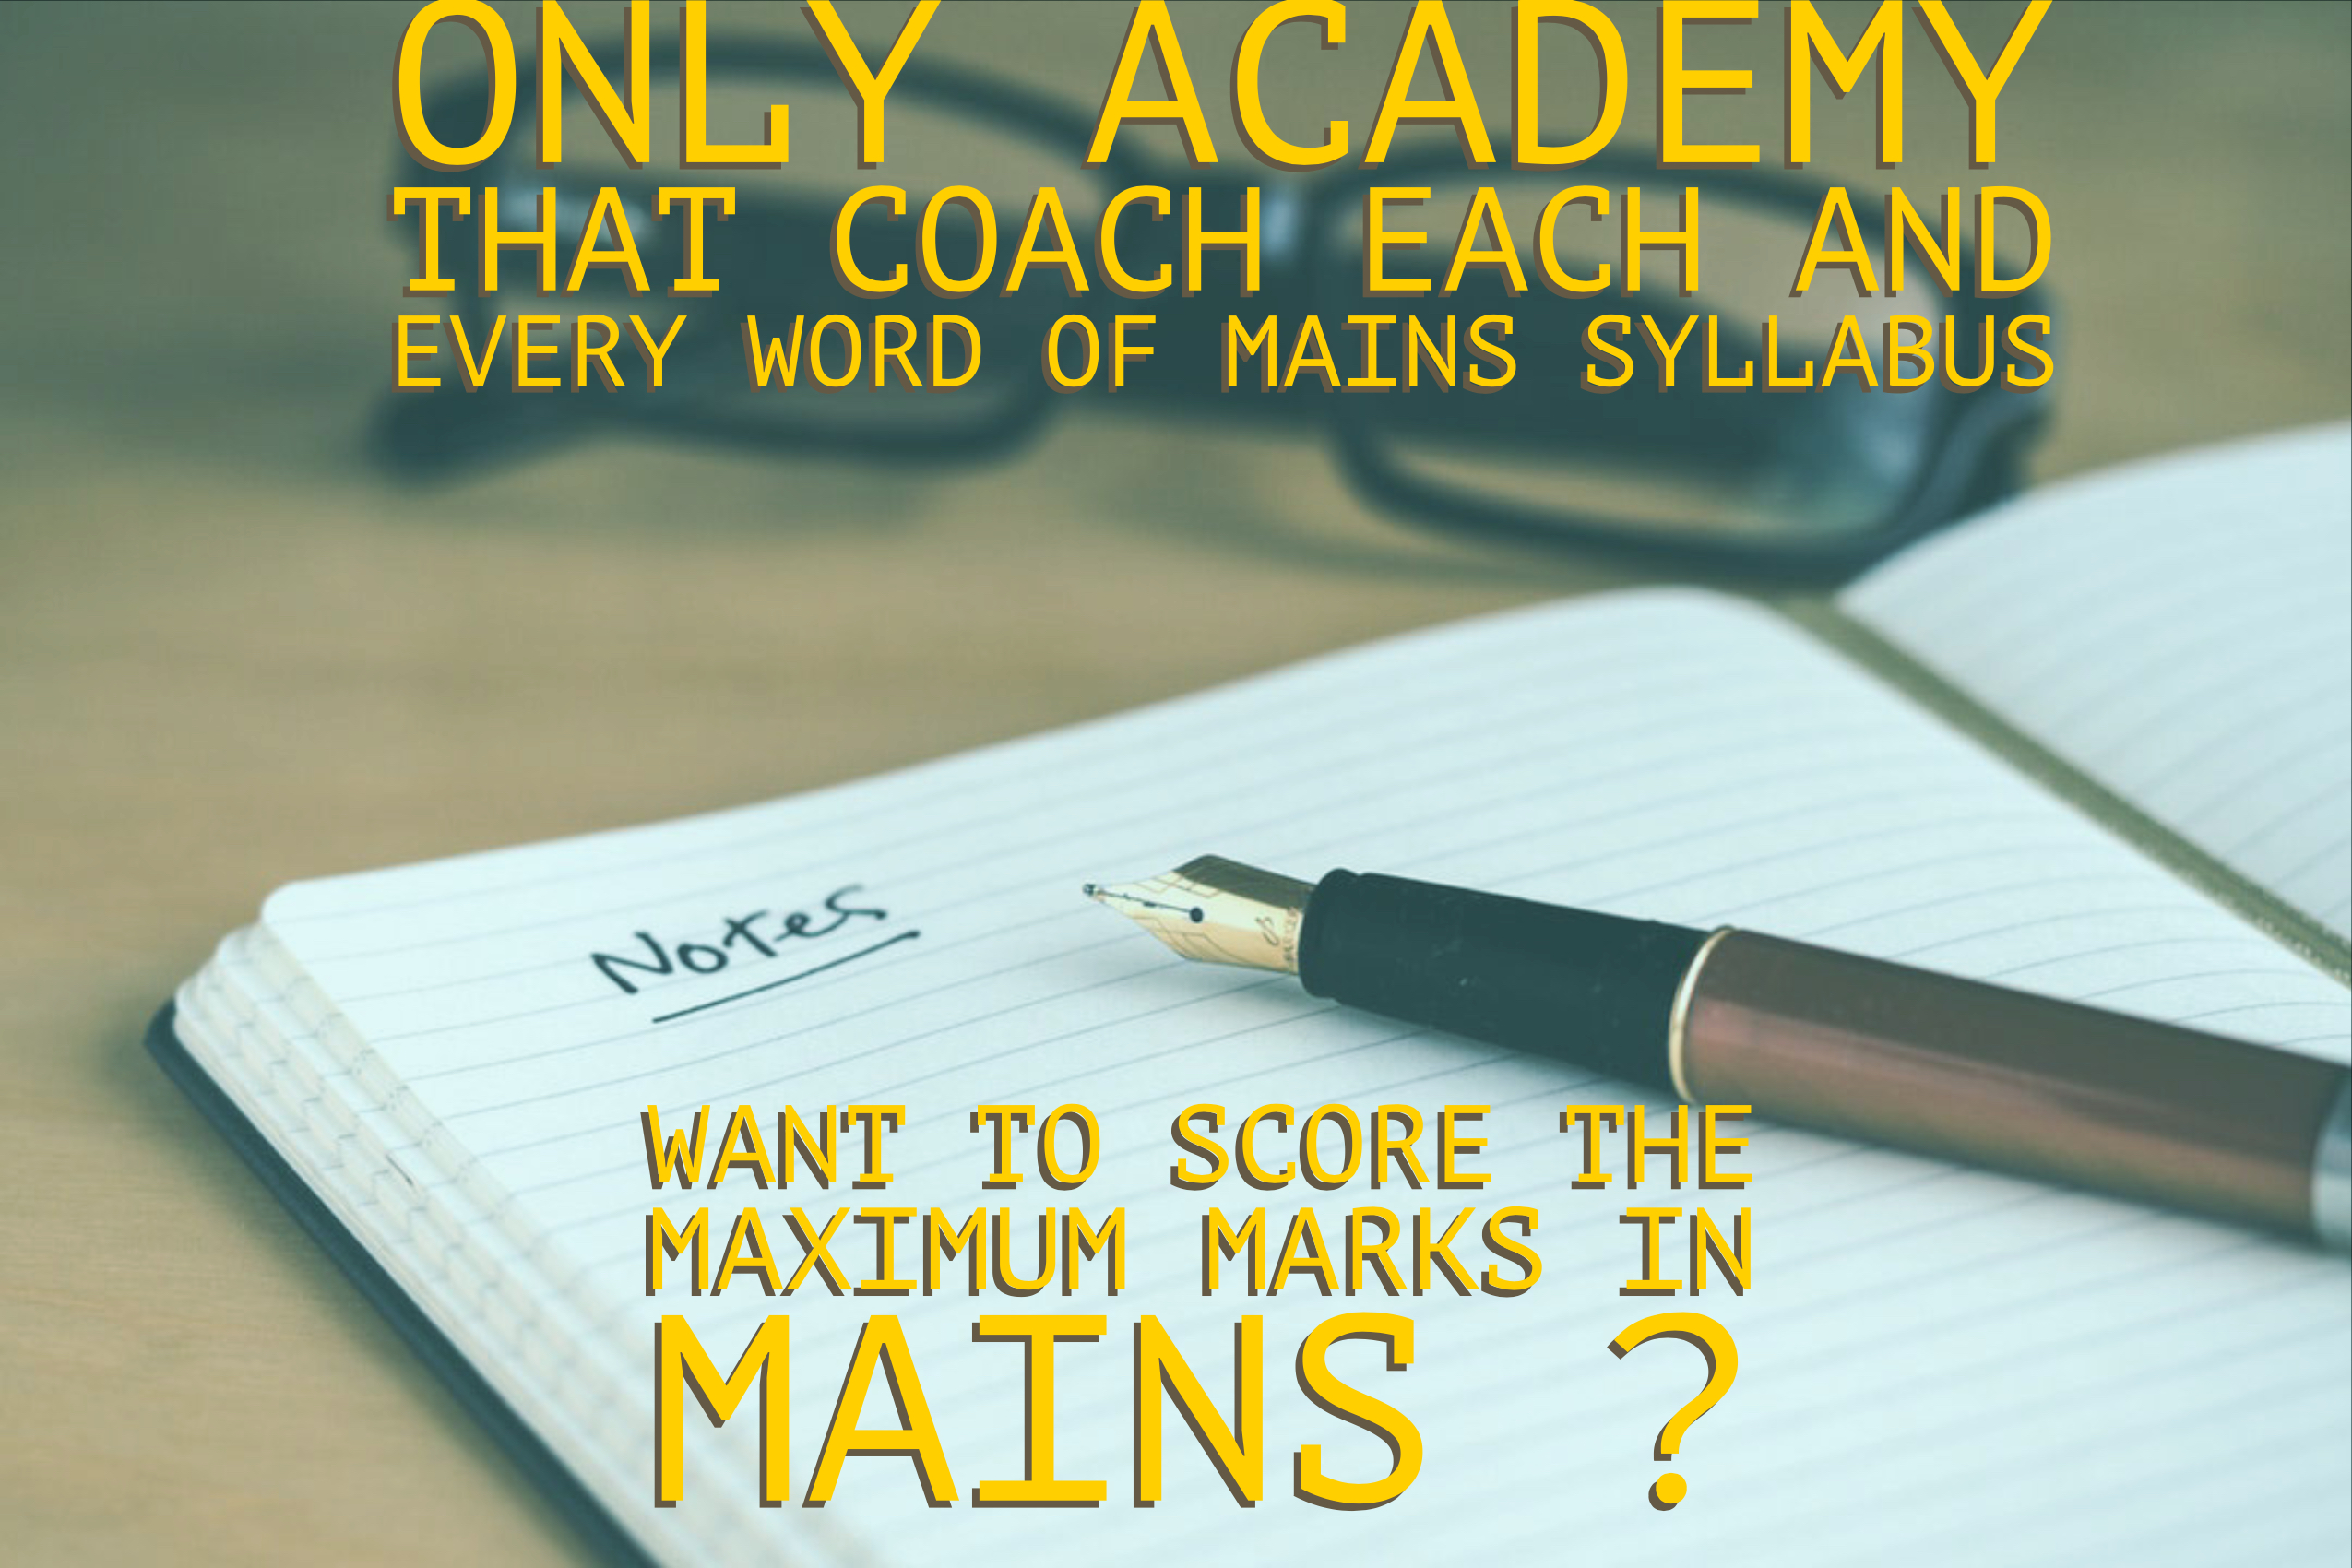 ONLY ACADEMY
THAT COACH EACH AND
EVERY WORD OF MAINS SYLLABUS
Notes
WANT TO SCORE THE
MAXIMUM MARKS IN
MAINS ?